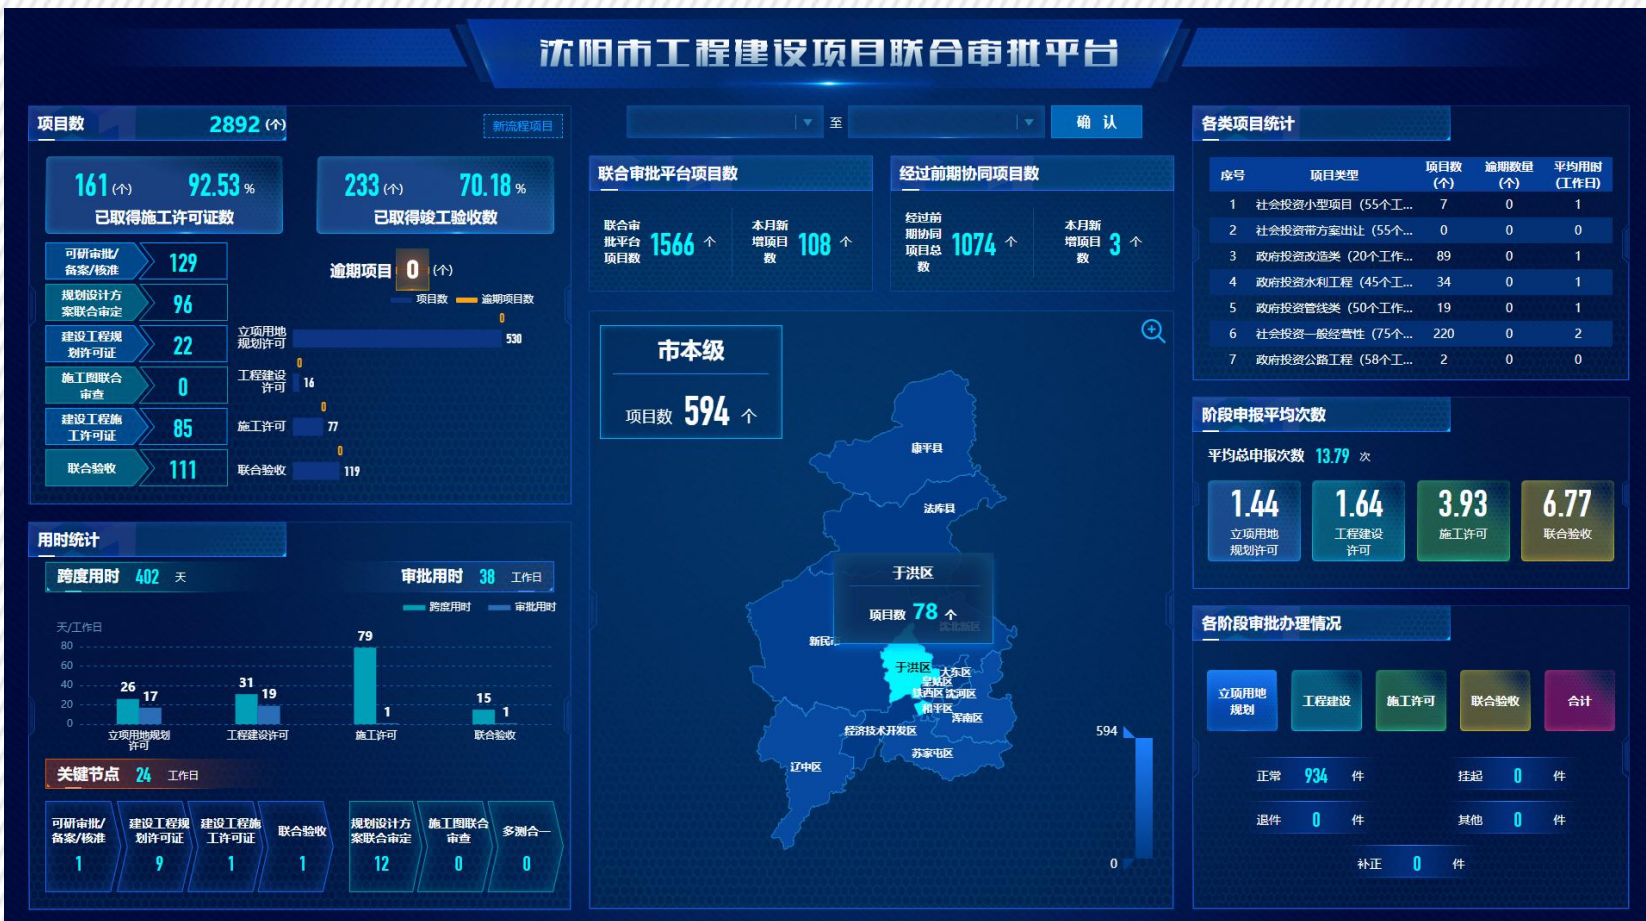 沈阳市工程建设项目联合审批平台
项目数 2892 (个)
新流程项目
161 (个) 92.53 %
已取得施工许可证数
233 (个) 70.18 %
已取得竣工验收数
可研审批/
备案/核准
129
规划设计方
案联合审定
96
建设工程规
划许可证
22
施工图联合
审查
0
建设工程施
工许可证
85
联合验收
111
逾期项目 0 (个)
项目数 逾期项目数
立项用地
规划许可
0
530
工程建设
许可
0
16
施工许可
0
77
联合验收
0
119
用时统计
跨度用时 402 天
审批用时 38 工作日
跨度用时 审批用时
天/工作日
80
60
40
20
0
26 17
31 19
79 1
15 1
立项用地规划
许可
工程建设许可
施工许可
联合验收
关键节点 24 工作日
可研审批/
备案/核准
1
建设工程规
划许可证
9
建设工程施
工许可证
1
联合验收
1
规划设计方
案联合审定
12
施工图联合
审查
0
多测合一
0
至
确 认
联合审批平台项目数
联合审
批平台
项目数
1566 个
本月新
增项目
数
108 个
经过前期协同项目数
经过前
期协同
项目总
数
1074 个
本月新
增项目
数
3 个
市本级
项目数 594 个
康平县
法库县
于洪区
项目数 78 个
沈北新区
新民
于洪区
大东区
皇姑区
铁西区 沈河区
和平区
浑南区
经济技术开发区
苏家屯区
辽中区
594
0
各类项目统计
序号 项目类型 项目数
(个) 逾期数量
(个) 平均用时
(工作日)
1 社会投资小型项目 (55个工... 7 0 1
2 社会投资带方案出让 (55个... 0 0 0
3 政府投资改造类 (20个工作... 89 0 1
4 政府投资水利工程 (45个工... 34 0 1
5 政府投资管线类 (50个工作... 19 0 1
6 社会投资一般经营性 (75个... 220 0 2
7 政府投资公路工程 (58个工... 2 0 0
阶段申报平均次数
平均总申报次数 13.79 次
1.44
立项用地
规划许可
1.64
工程建设
许可
3.93
施工许可
6.77
联合验收
各阶段审批办理情况
立项用地
规划
工程建设
施工许可
联合验收
合计
正常 934 件
挂起 0 件
退件 0 件
其他 0 件
补正 0 件